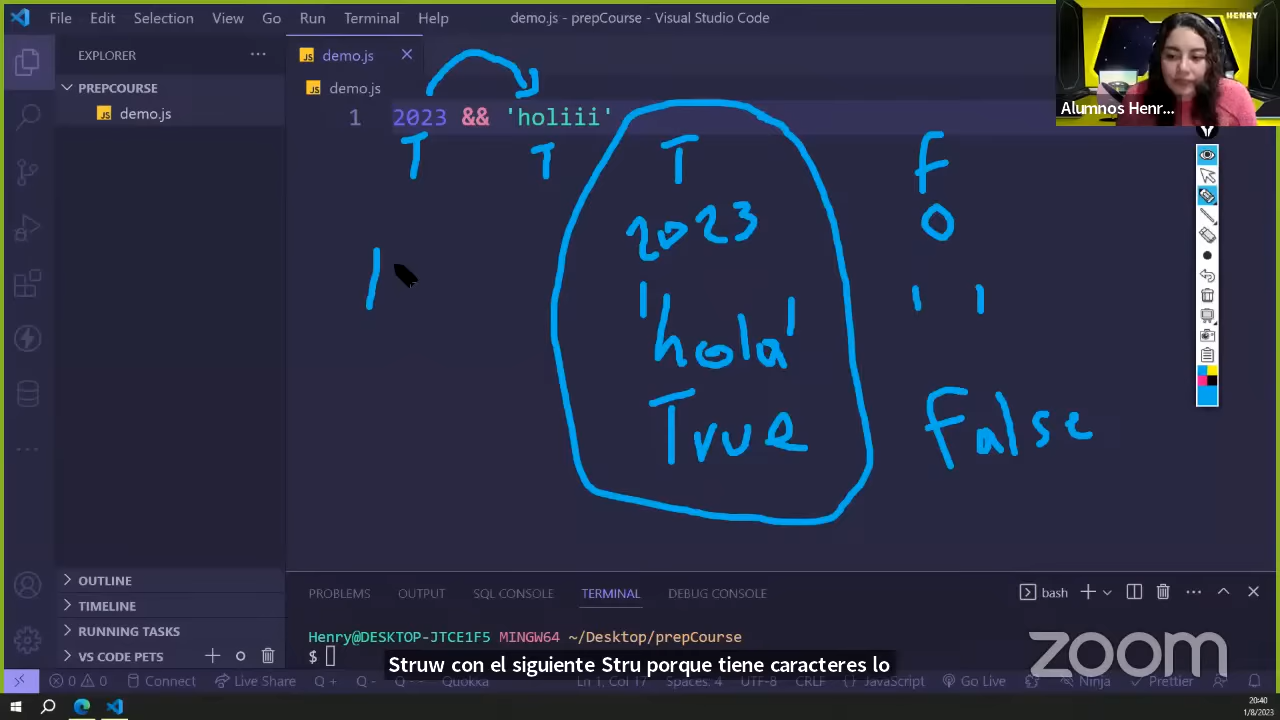 File Edit Selection View Go Run Terminal Help
demo.js - prepCourse - Visual Studio Code
HENRY
Alumnos Henr...
EXPLORER
PREPCOURSE
demo.js
demo.js
demo.js
1 2023 && 'holiii'
T T T F
2023 0
'hola' ' '
True False
OUTLINE
TIMELINE
RUNNING TASKS
VS CODE PETS
PROBLEMS OUTPUT SQL CONSOLE TERMINAL DEBUG CONSOLE
bash
Henry@DESKTOP-JTCE1F5 MINGW64 ~/Desktop/prepCourse
$
Struw con el siguiente Stru porque tiene caracteres lo
zoom
0 0 Connect Live Share Q + Q - Q -- Quokka Ln 1, Col 17 Spaces: 4 UTF-8 CRLF JavaScript Go Live Ninja Prettier
20:40
1/8/2023